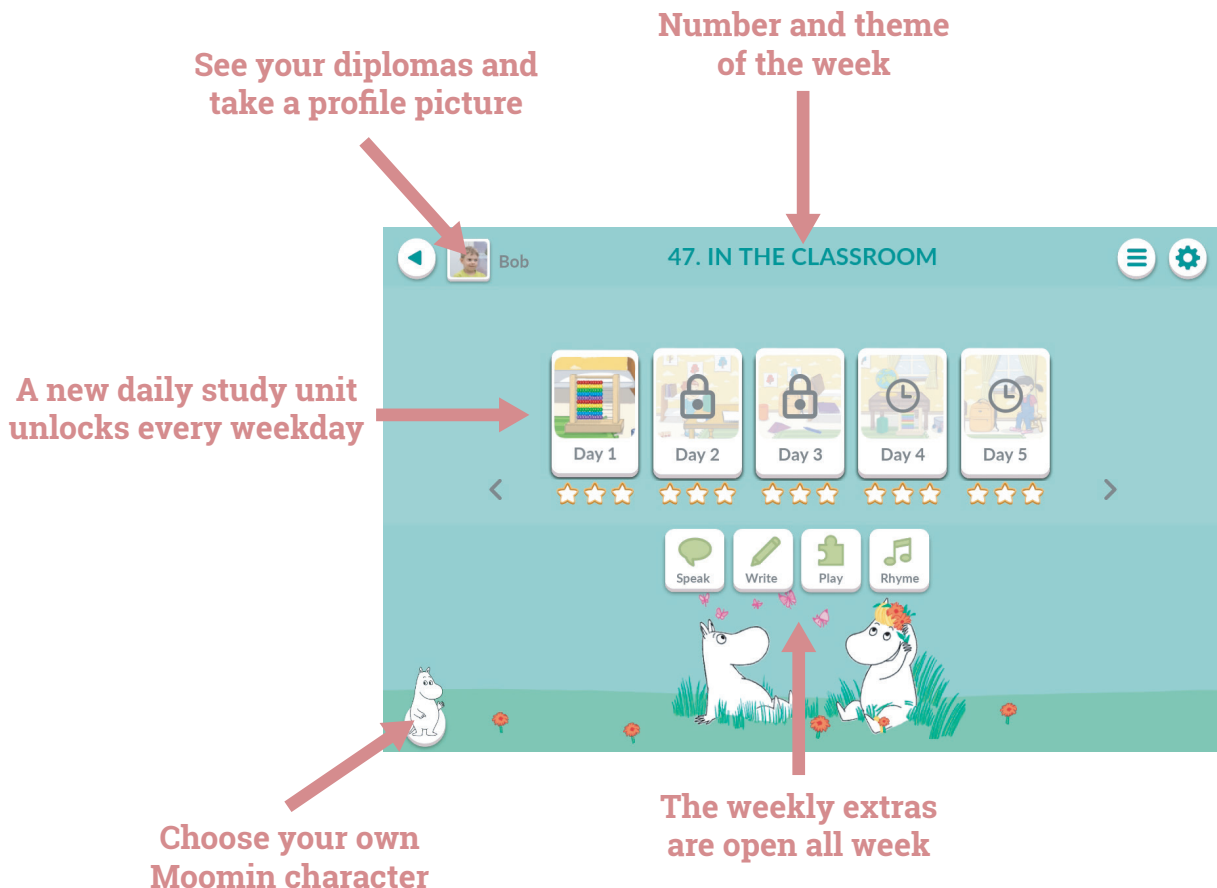 Number and theme
of the week
See your diplomas and
take a profile picture
Bob
47. IN THE CLASSROOM
A new daily study unit
unlocks every weekday
Day 1
Day 2
Day 3
Day 4
Day 5
Speak
Write
Play
Rhyme
The weekly extras
are open all week
Choose your own
Moomin character